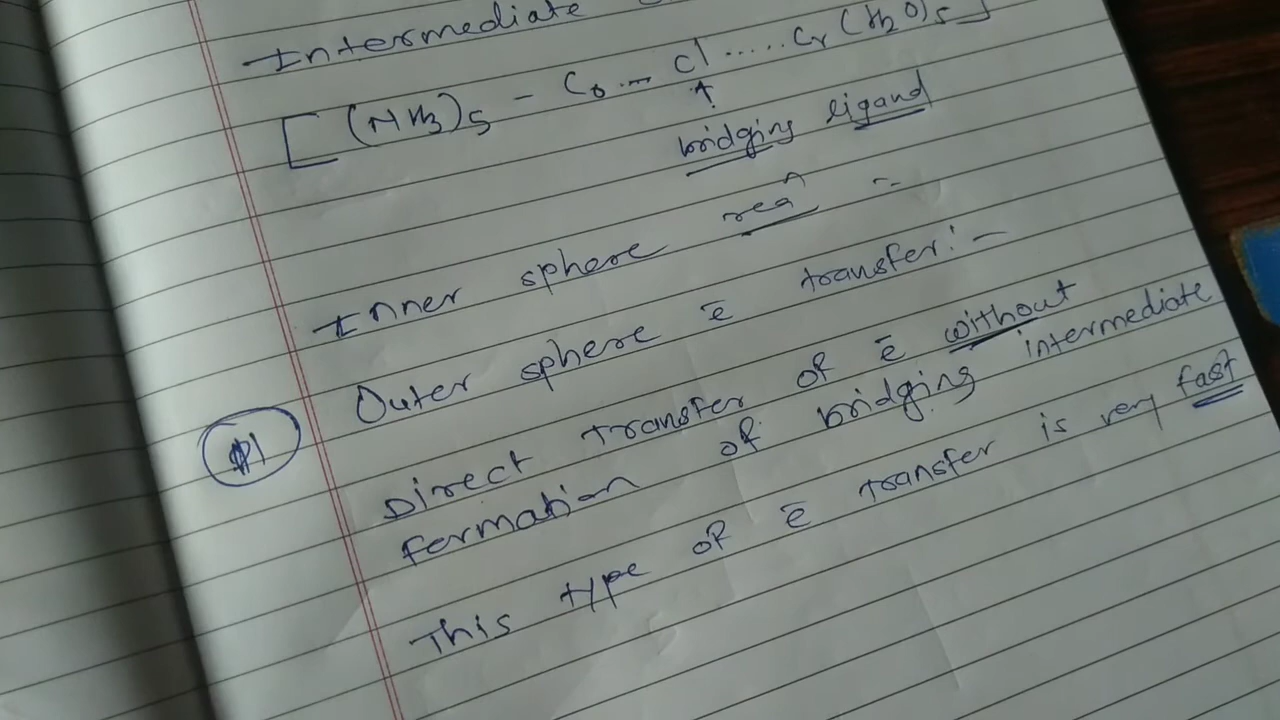 Intermediate
[(NH3)5 - Co --- Cl ..... Cr(H2O)5]
↑
bridging ligand
Inner sphere reaⁿ -
Outer sphere ē transfer:-
Direct transfer of ē without
formation of bridging intermediate
This type of ē transfer is very fast